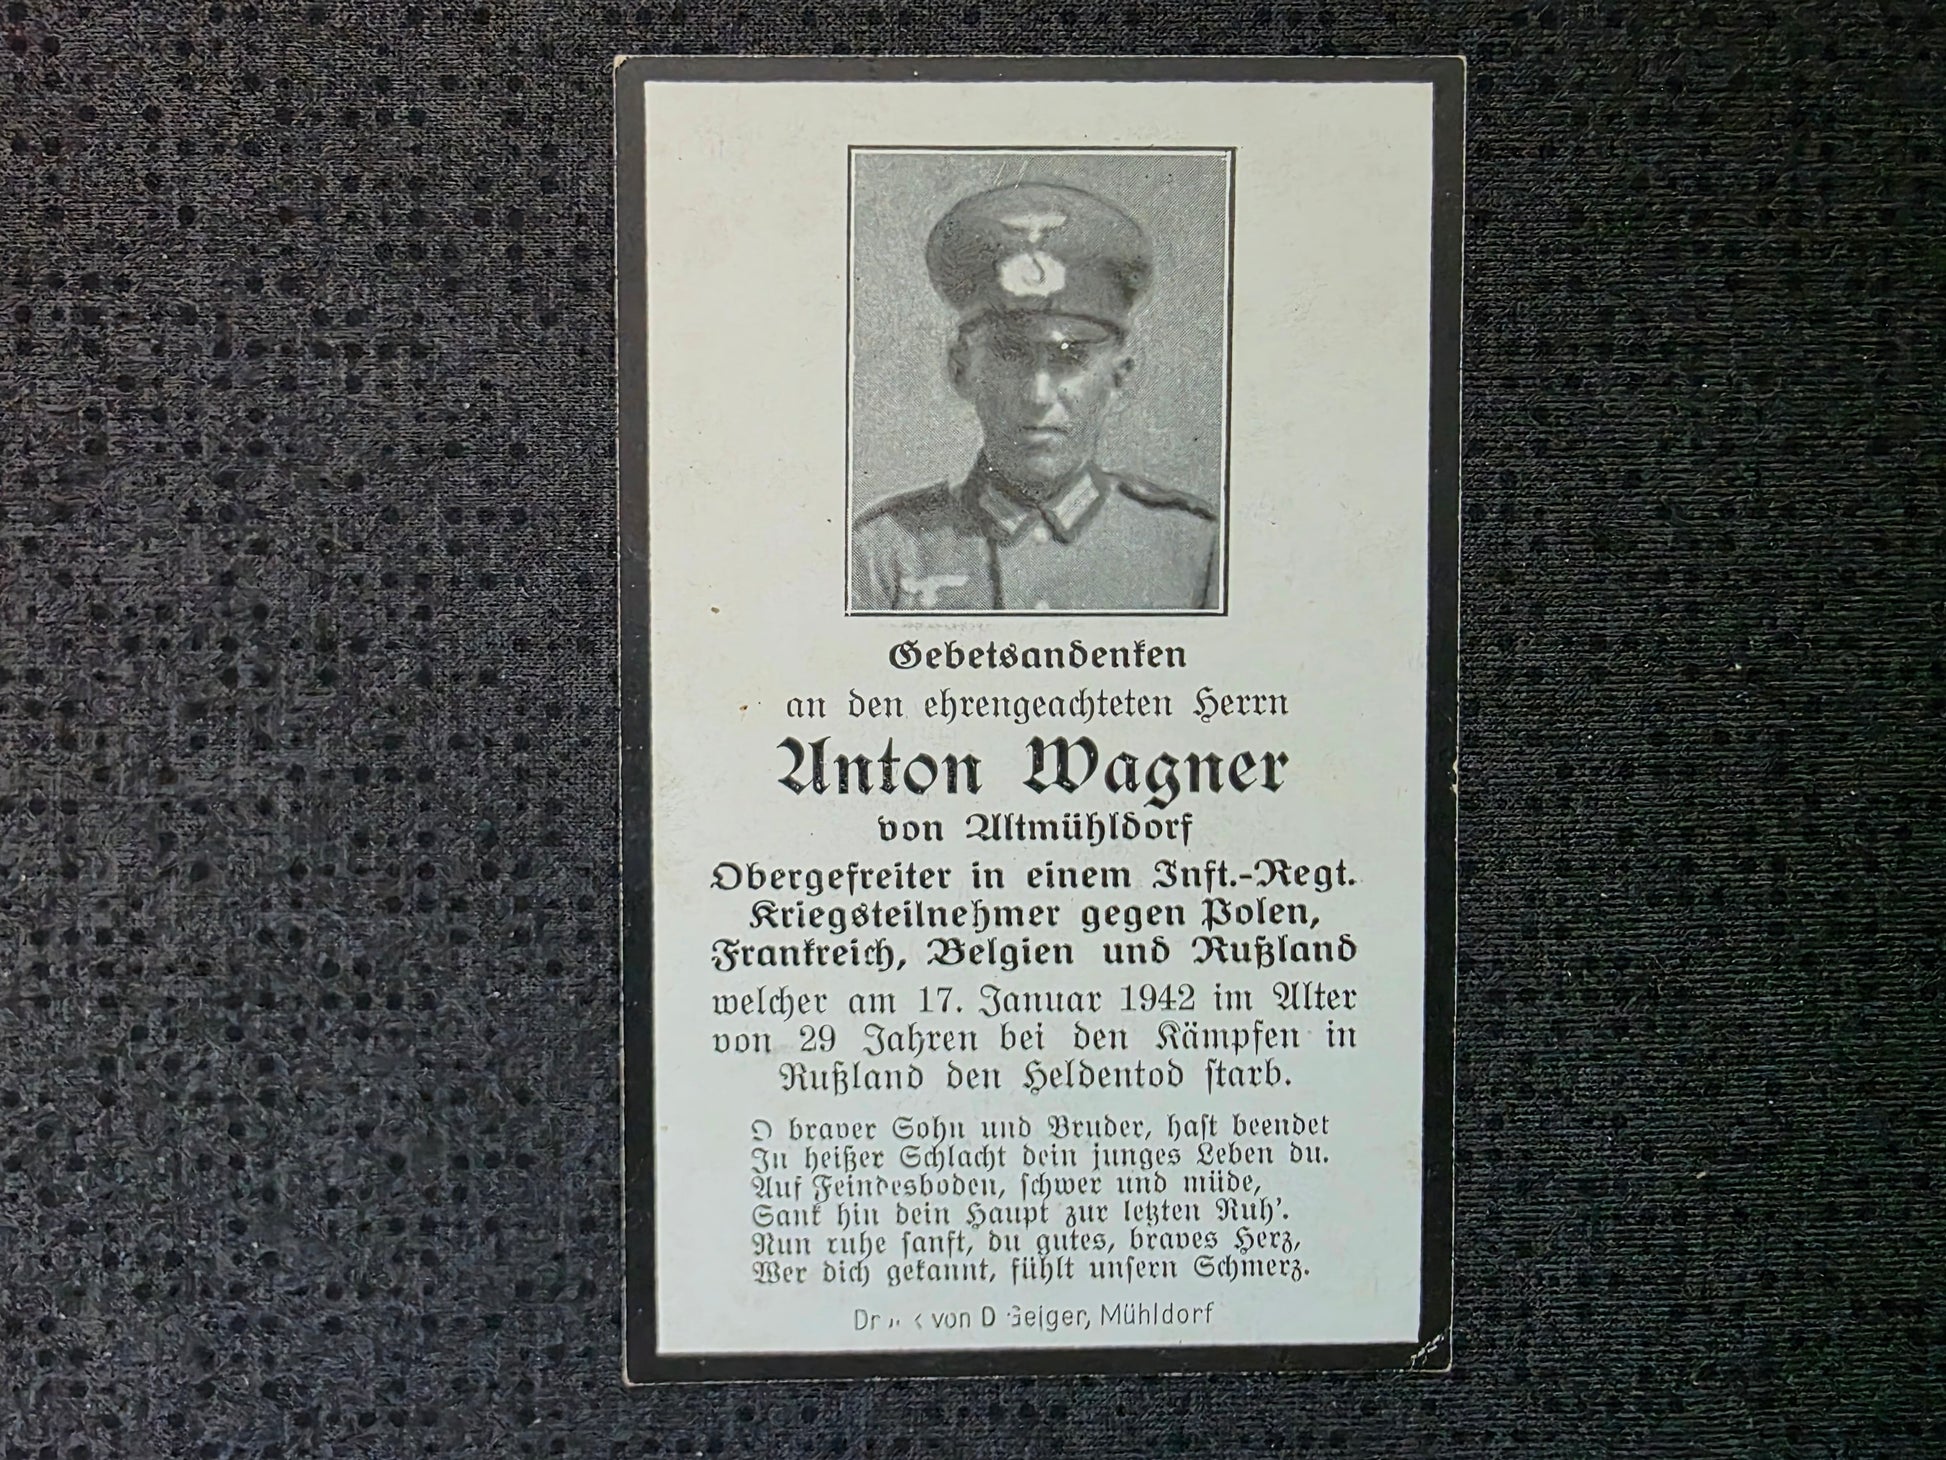 Gebetsandenken
an den ehrengeachteten Herrn
Anton Wagner
von Altmühldorf
Obergefreiter in einem Inft.-Regt.
Kriegsteilnehmer gegen Polen,
Frankreich, Belgien und Rußland
welcher am 17. Januar 1942 im Alter
von 29 Jahren bei den Kämpfen in
Rußland den Heldentod starb.
O braver Sohn und Bruder, hast beendet
In heißer Schlacht dein junges Leben du.
Auf Feindesboden, schwer und müde,
Sank hin dein Haupt zur letzten Ruh'.
Nun ruhe sanft, du gutes, braves Herz,
Wer dich gekannt, fühlt unsern Schmerz.
Druck von D. Geiger, Mühldorf